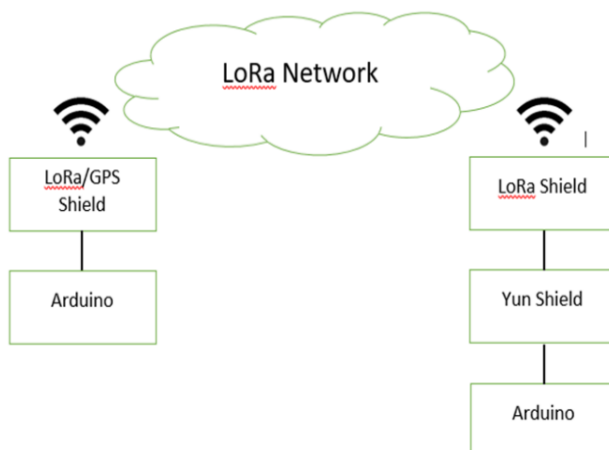 LoRa Network
LoRa/GPS
Shield
Arduino
LoRa Shield
Yun Shield
Arduino